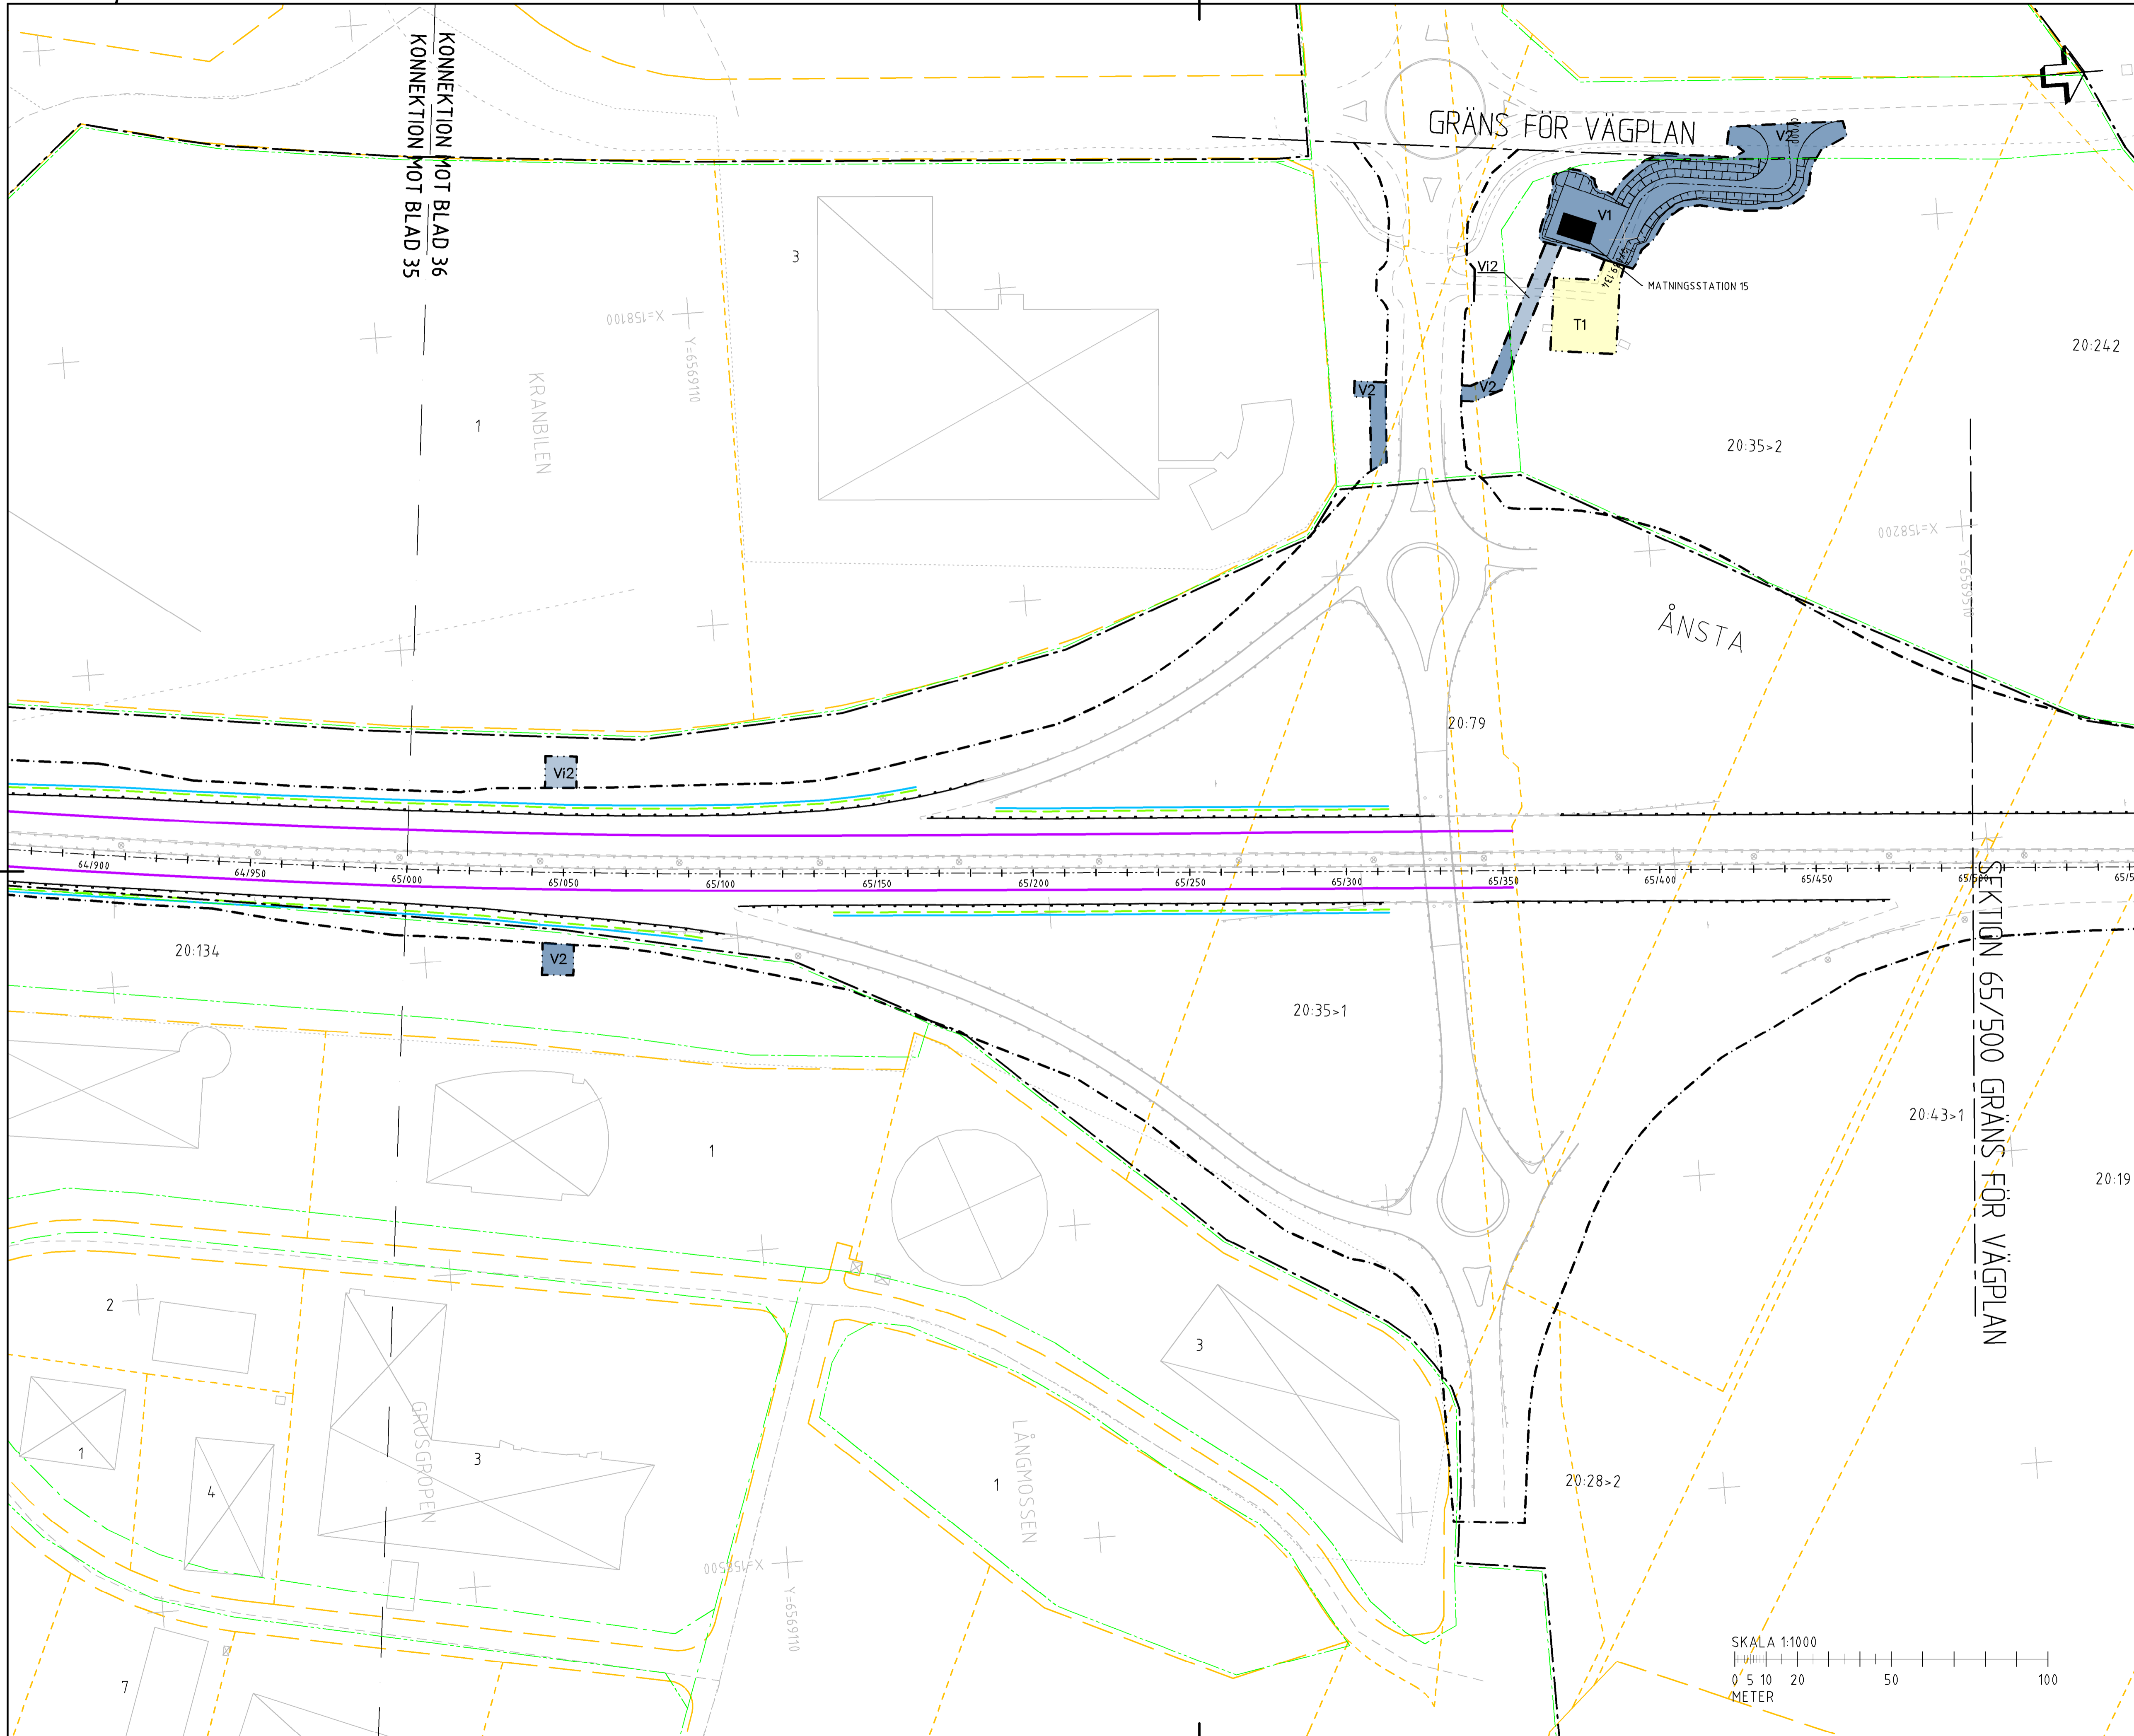 KONNEKTION MOT BLAD 36
KONNEKTION MOT BLAD 35
GRÄNS FÖR VÄGPLAN
V2
V1
Vi2
MATNINGSSTATION 15
T1
V2
V2
20:242
20:35>2
3
1
KRANBILEN
X=158100
Y=6569110
X=158200
Y=6569510
ÅNSTA
20:79
Vi2
64/900
64/950
65/000
65/050
65/100
65/150
65/200
65/250
65/300
65/350
65/400
65/450
65/500
V2
20:134
20:35>1
SEKTION 65/500 GRÄNS FÖR VÄGPLAN
20:43>1
20:19
1
2
3
1
4
3
GRUSGROPEN
1
LÅNGMOSSEN
20:28>2
X=158500
Y=6569110
7
SKALA 1:1000
0 5 10 20 50 100
METER